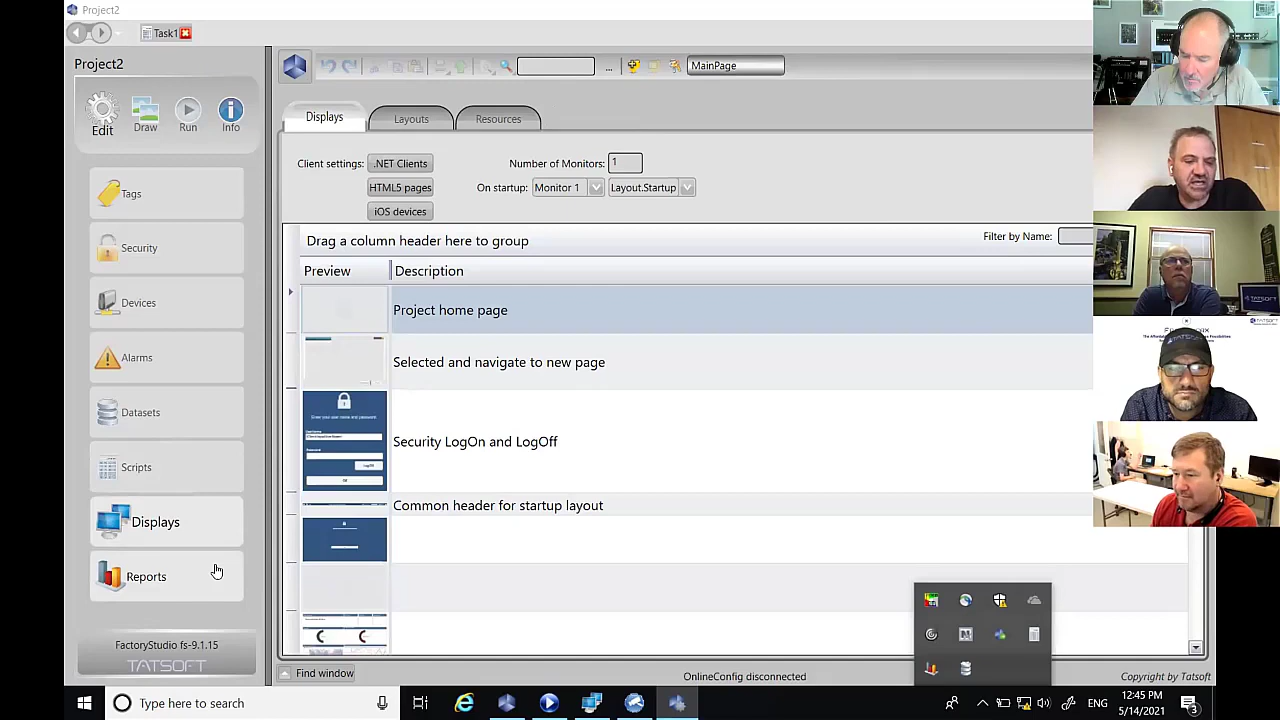 Project2
Task1
Project2
MainPage
Edit
Draw
Run
Info
Displays
Layouts
Resources
Client settings:
.NET Clients
Number of Monitors:
1
HTML5 pages
On startup:
Monitor 1
Layout.Startup
iOS devices
Tags
Security
Devices
Alarms
Datasets
Scripts
Displays
Reports
Drag a column header here to group
Filter by Name:
Preview
Description
Project home page
Selected and navigate to new page
Security LogOn and LogOff
Common header for startup layout
FactoryStudio fs-9.1.15
TATSOFT
Find window
OnlineConfig disconnected
Copyright by Tatsoft
Type here to search
ENG
12:45 PM
5/14/2021
3
TATSOFT